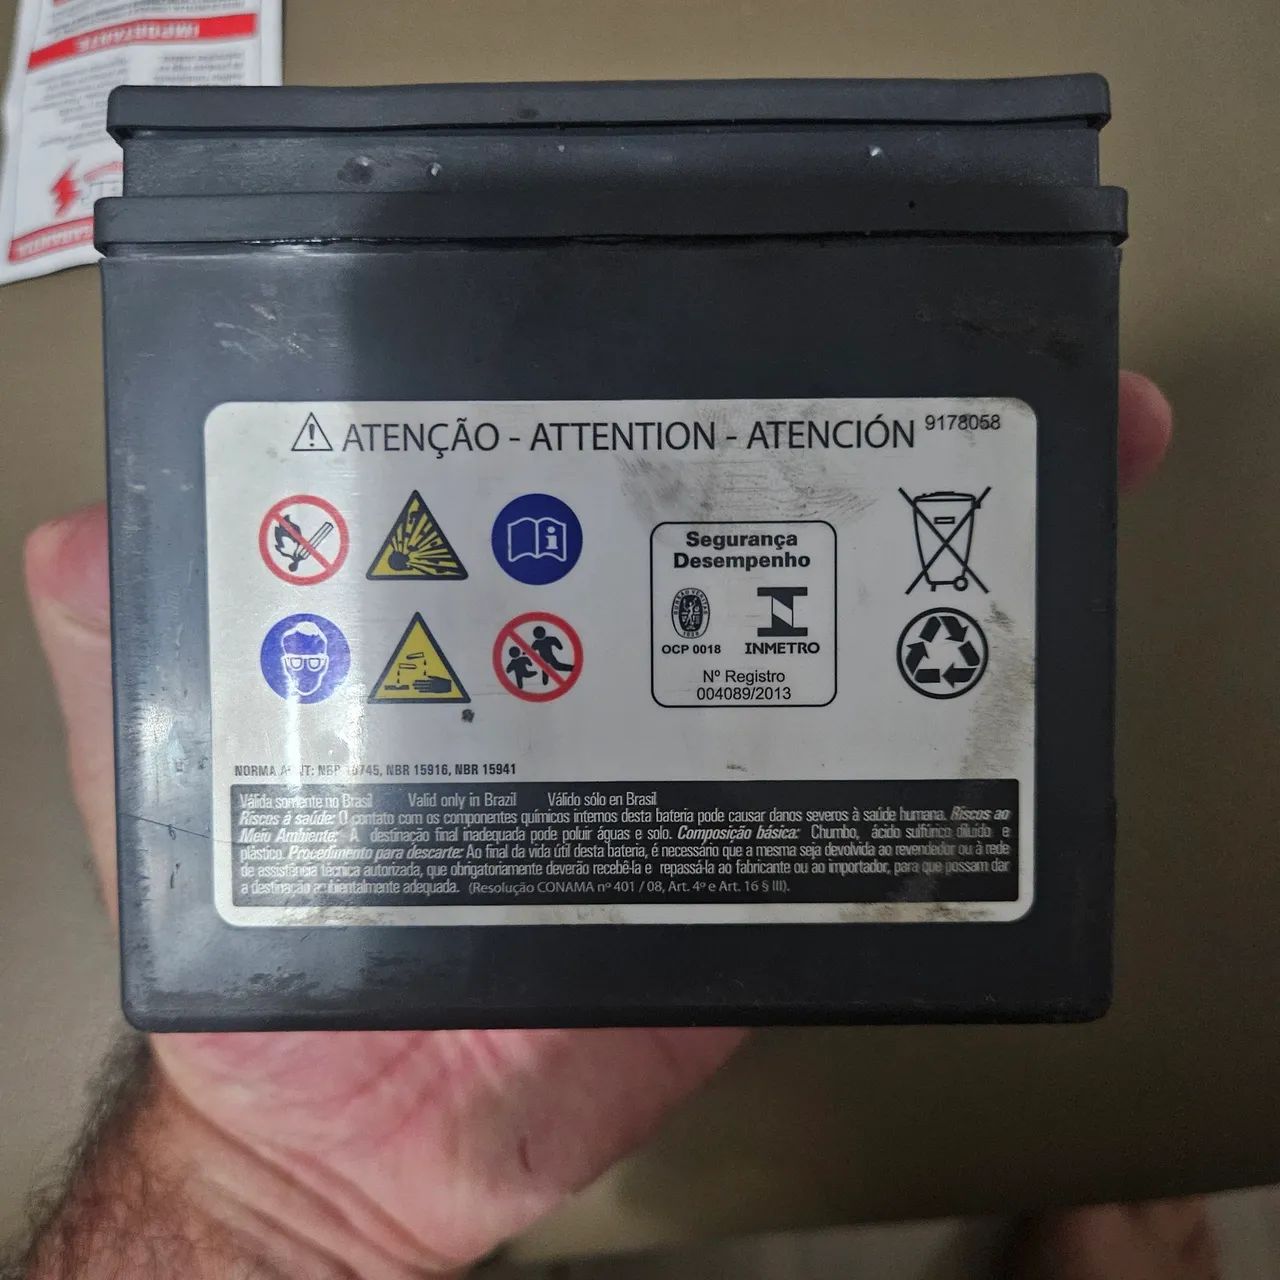 IMPORTANTE
GARANTIA
ATENÇÃO - ATTENTION - ATENCIÓN
9178058
Segurança
Desempenho
BUREAU VERITAS
1828
OCP 0018
INMETRO
Nº Registro
004089/2013
NORMA NBR 15916, NBR 15941
Válida somente no Brasil Valid only in Brazil Válido sólo en Brasil
Riscos à saúde: O contato com os componentes químicos internos desta bateria pode causar danos severos à saúde humana. Riscos ao
Meio Ambiente: A destinação final inadequada pode poluir águas e solo. Composição básica: Chumbo, ácido sulfúrico diluído e
plástico. Procedimento para descarte: Ao final da vida útil desta bateria, é necessário que a mesma seja devolvida ao revendedor ou à rede
de assistência técnica autorizada, que obrigatoriamente deverão recebê-la e repassá-la ao fabricante ou ao importador, para que possam dar
a destinação ambientalmente adequada. (Resolução CONAMA nº 401 / 08, Art. 4º e Art. 16 § III).